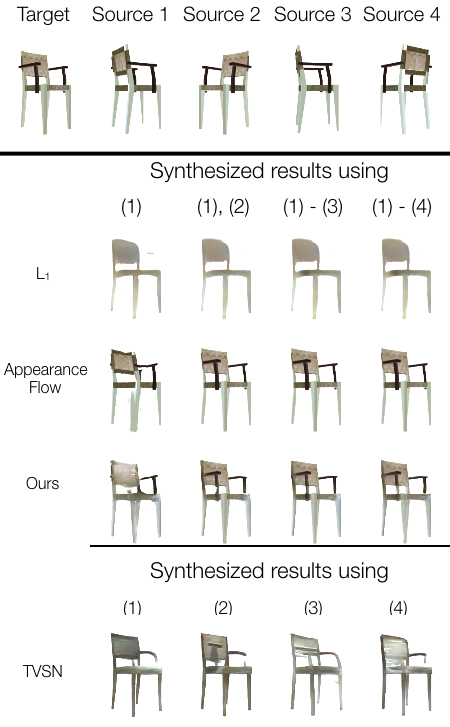 Target Source 1 Source 2 Source 3 Source 4
Synthesized results using
(1) (1), (2) (1) - (3) (1) - (4)
L₁
Appearance
Flow
Ours
Synthesized results using
(1) (2) (3) (4)
TVSN